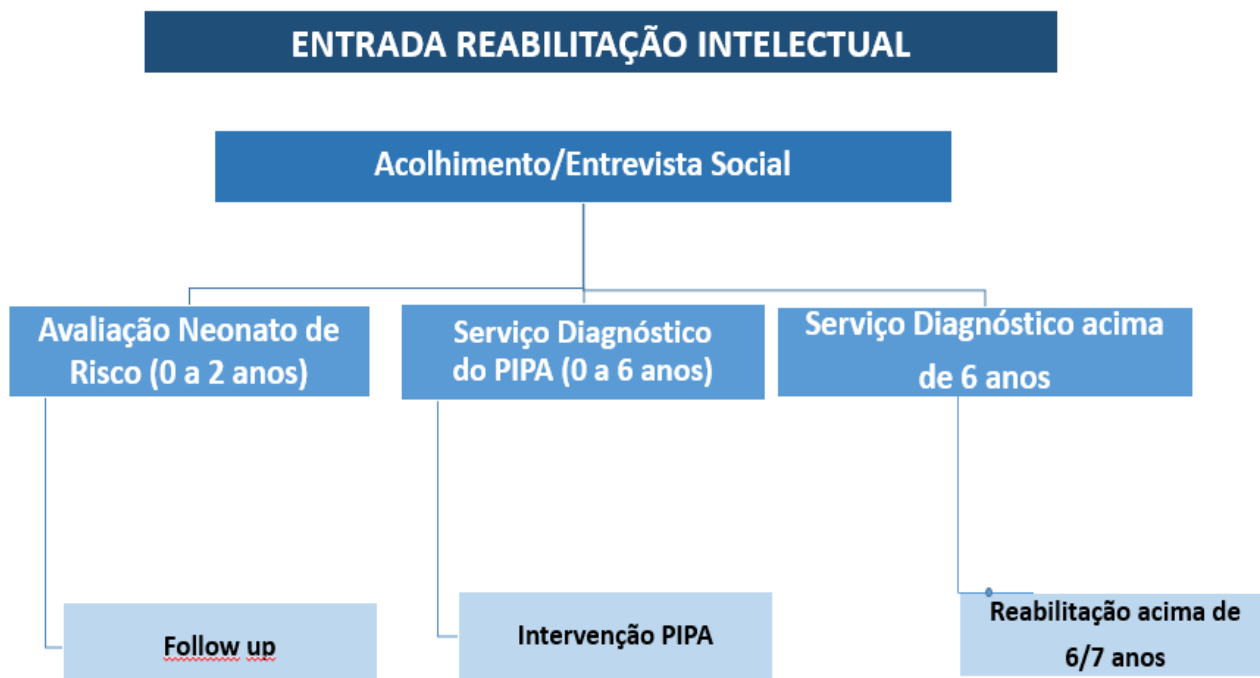 ENTRADA REABILITAÇÃO INTELECTUAL
Acolhimento/Entrevista Social
Avaliação Neonato de
Risco (0 a 2 anos)
Serviço Diagnóstico
do PIPA (0 a 6 anos)
Serviço Diagnóstico acima
de 6 anos
Follow up
Intervenção PIPA
Reabilitação acima de
6/7 anos